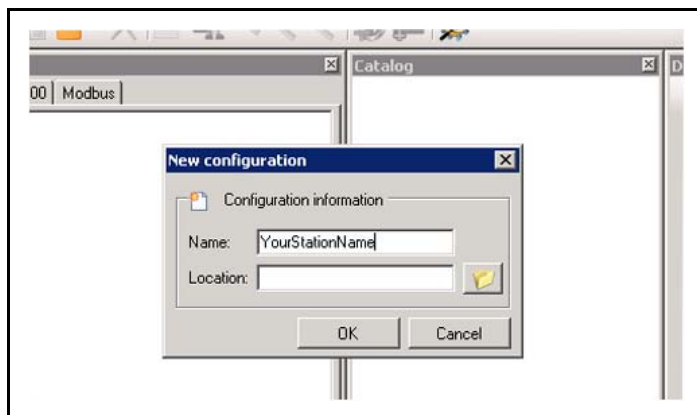 Catalog
D
00 Modbus
New configuration
Configuration information
Name: YourStationName
Location:
OK Cancel